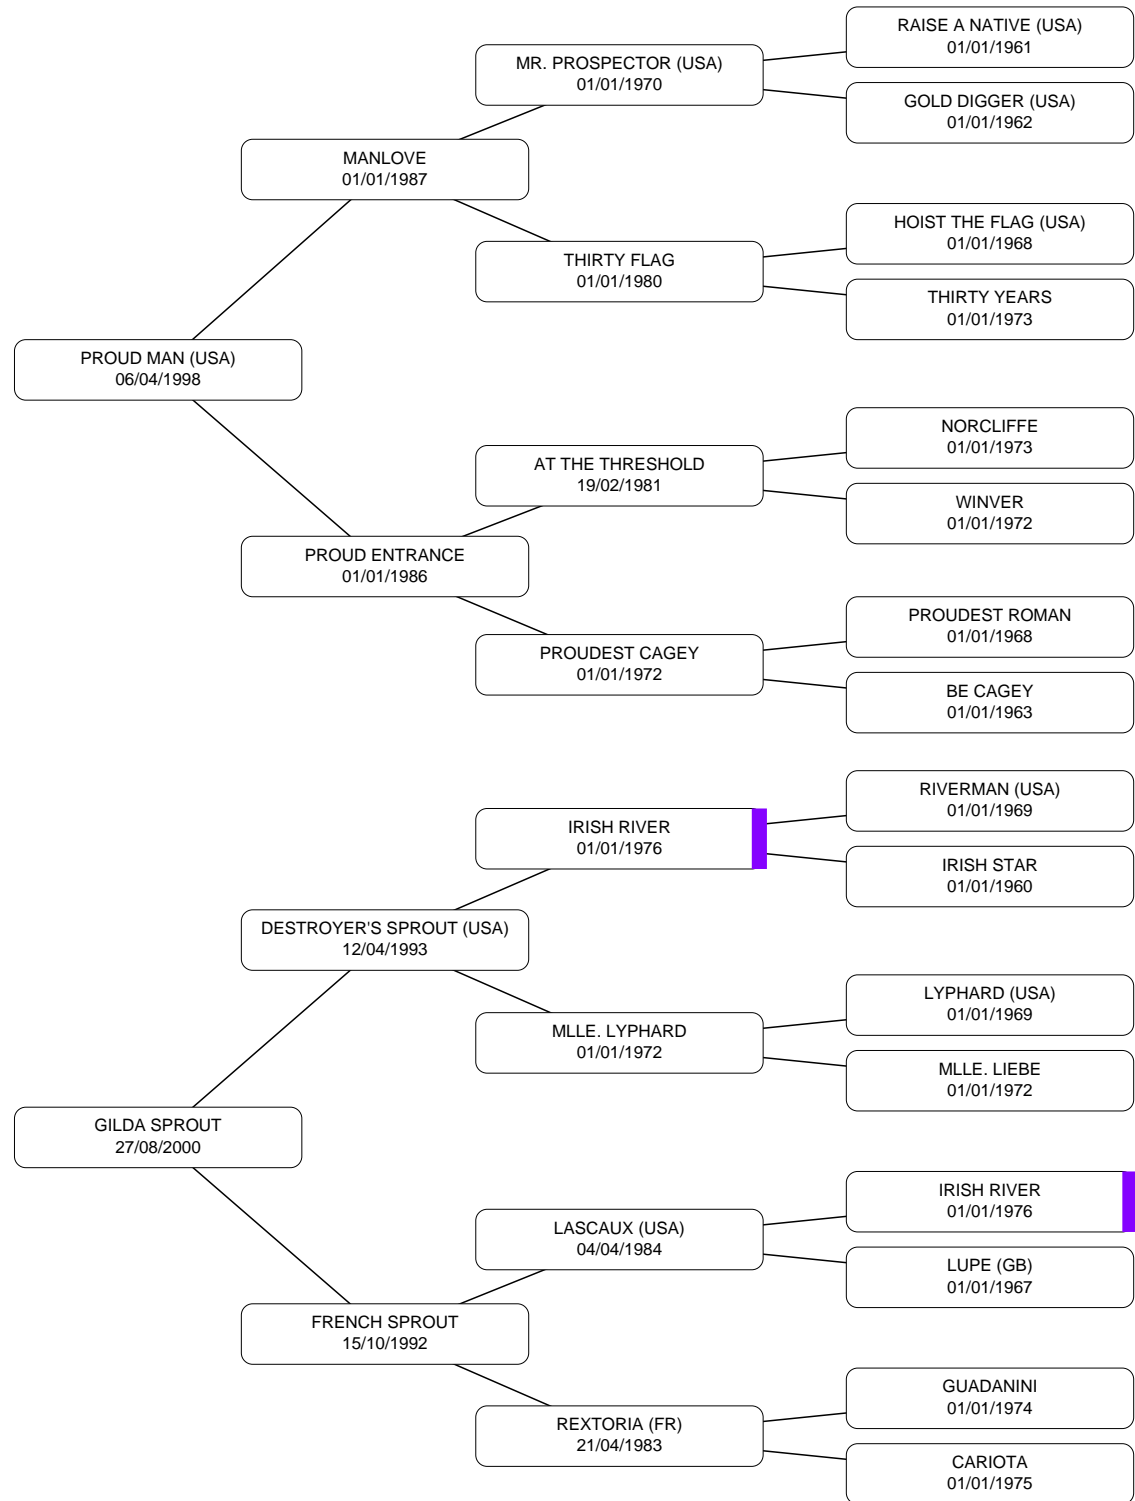 RAISE A NATIVE (USA)
01/01/1961
MR. PROSPECTOR (USA)
01/01/1970
GOLD DIGGER (USA)
01/01/1962
MANLOVE
01/01/1987
HOIST THE FLAG (USA)
01/01/1968
THIRTY FLAG
01/01/1980
THIRTY YEARS
01/01/1973
PROUD MAN (USA)
06/04/1998
NORCLIFFE
01/01/1973
AT THE THRESHOLD
19/02/1981
WINVER
01/01/1972
PROUD ENTRANCE
01/01/1986
PROUDEST ROMAN
01/01/1968
PROUDEST CAGEY
01/01/1972
BE CAGEY
01/01/1963
RIVERMAN (USA)
01/01/1969
IRISH RIVER
01/01/1976
IRISH STAR
01/01/1960
DESTROYER'S SPROUT (USA)
12/04/1993
LYPHARD (USA)
01/01/1969
MLLE. LYPHARD
01/01/1972
MLLE. LIEBE
01/01/1972
GILDA SPROUT
27/08/2000
IRISH RIVER
01/01/1976
LASCAUX (USA)
04/04/1984
LUPE (GB)
01/01/1967
FRENCH SPROUT
15/10/1992
GUADANINI
01/01/1974
REXTORIA (FR)
21/04/1983
CARIOTA
01/01/1975